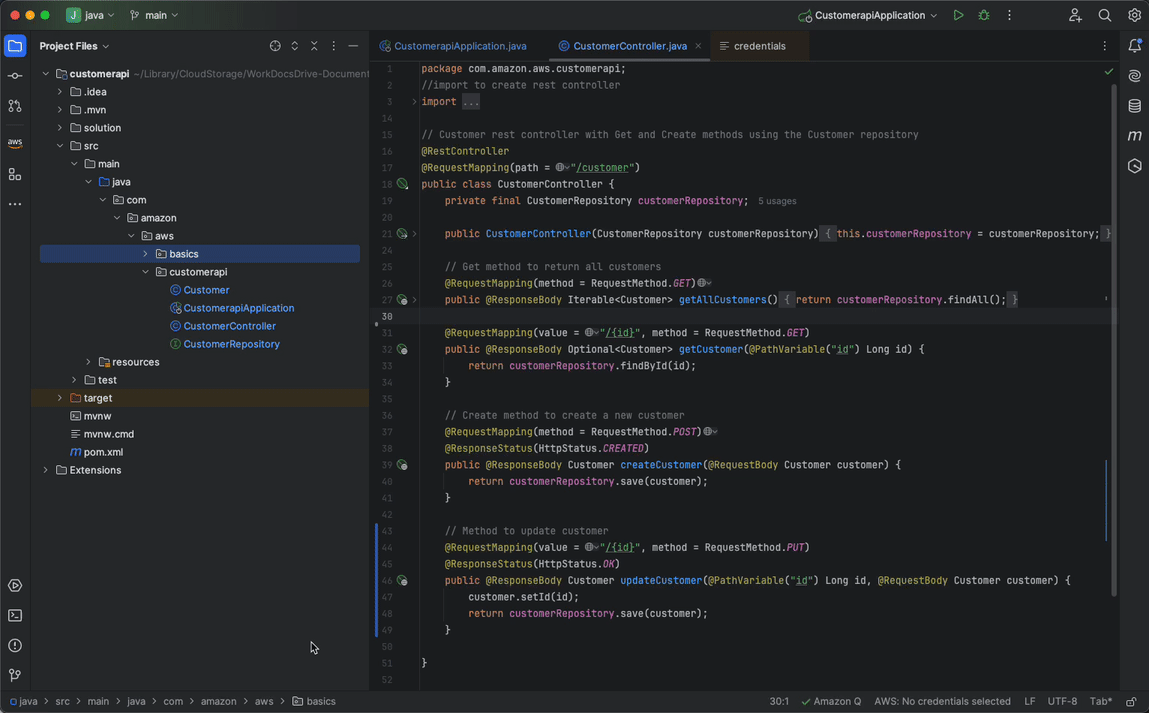 J java
main
CustomerapiApplication
Project Files
CustomerapiApplication.java
CustomerController.java
credentials
customerapi ~/Library/CloudStorage/WorkDocsDrive-Document
.idea
.mvn
solution
src
main
java
com
amazon
aws
basics
customerapi
Customer
CustomerapiApplication
CustomerController
CustomerRepository
resources
test
target
mvnw
mvnw.cmd
pom.xml
Extensions
aws
1 package com.amazon.aws.customerapi;
2 //import to create rest controller
3 import ...
14
15 // Customer rest controller with Get and Create methods using the Customer repository
16 @RestController
17 @RequestMapping(path = "/customer")
18 public class CustomerController {
19 private final CustomerRepository customerRepository; 5 usages
20
21 public CustomerController(CustomerRepository customerRepository) { this.customerRepository = customerRepository; }
24
25 // Get method to return all customers
26 @RequestMapping(method = RequestMethod.GET)
27 public @ResponseBody Iterable<Customer> getAllCustomers() { return customerRepository.findAll(); }
30
31 @RequestMapping(value = "/{id}", method = RequestMethod.GET)
32 public @ResponseBody Optional<Customer> getCustomer(@PathVariable("id") Long id) {
33 return customerRepository.findById(id);
34 }
35
36 // Create method to create a new customer
37 @RequestMapping(method = RequestMethod.POST)
38 @ResponseStatus(HttpStatus.CREATED)
39 public @ResponseBody Customer createCustomer(@RequestBody Customer customer) {
40 return customerRepository.save(customer);
41 }
42
43 // Method to update customer
44 @RequestMapping(value = "/{id}", method = RequestMethod.PUT)
45 @ResponseStatus(HttpStatus.OK)
46 public @ResponseBody Customer updateCustomer(@PathVariable("id") Long id, @RequestBody Customer customer) {
47 customer.setId(id);
48 return customerRepository.save(customer);
49 }
50
51 }
52
java > src > main > java > com > amazon > aws > basics
30:1 Amazon Q AWS: No credentials selected LF UTF-8 Tab*